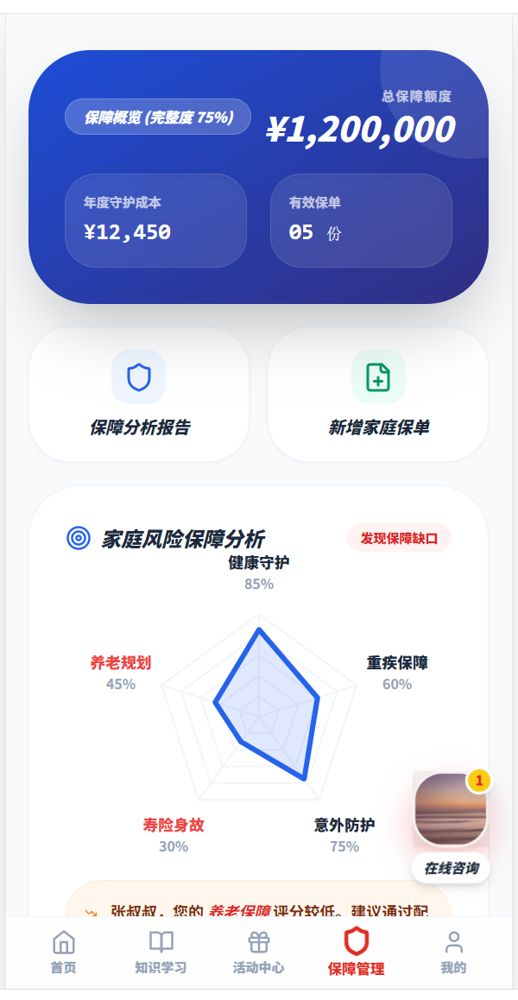 总保障额度
保障概览 (完整度 75%)
¥1,200,000
年度守护成本
¥12,450
有效保单
05 份
保障分析报告
新增家庭保单
家庭风险保障分析
发现保障缺口
健康守护
85%
养老规划
45%
重疾保障
60%
寿险身故
30%
意外防护
75%
1
在线咨询
张叔叔，您的 养老保障 评分较低。建议通过配
首页
知识学习
活动中心
保障管理
我的